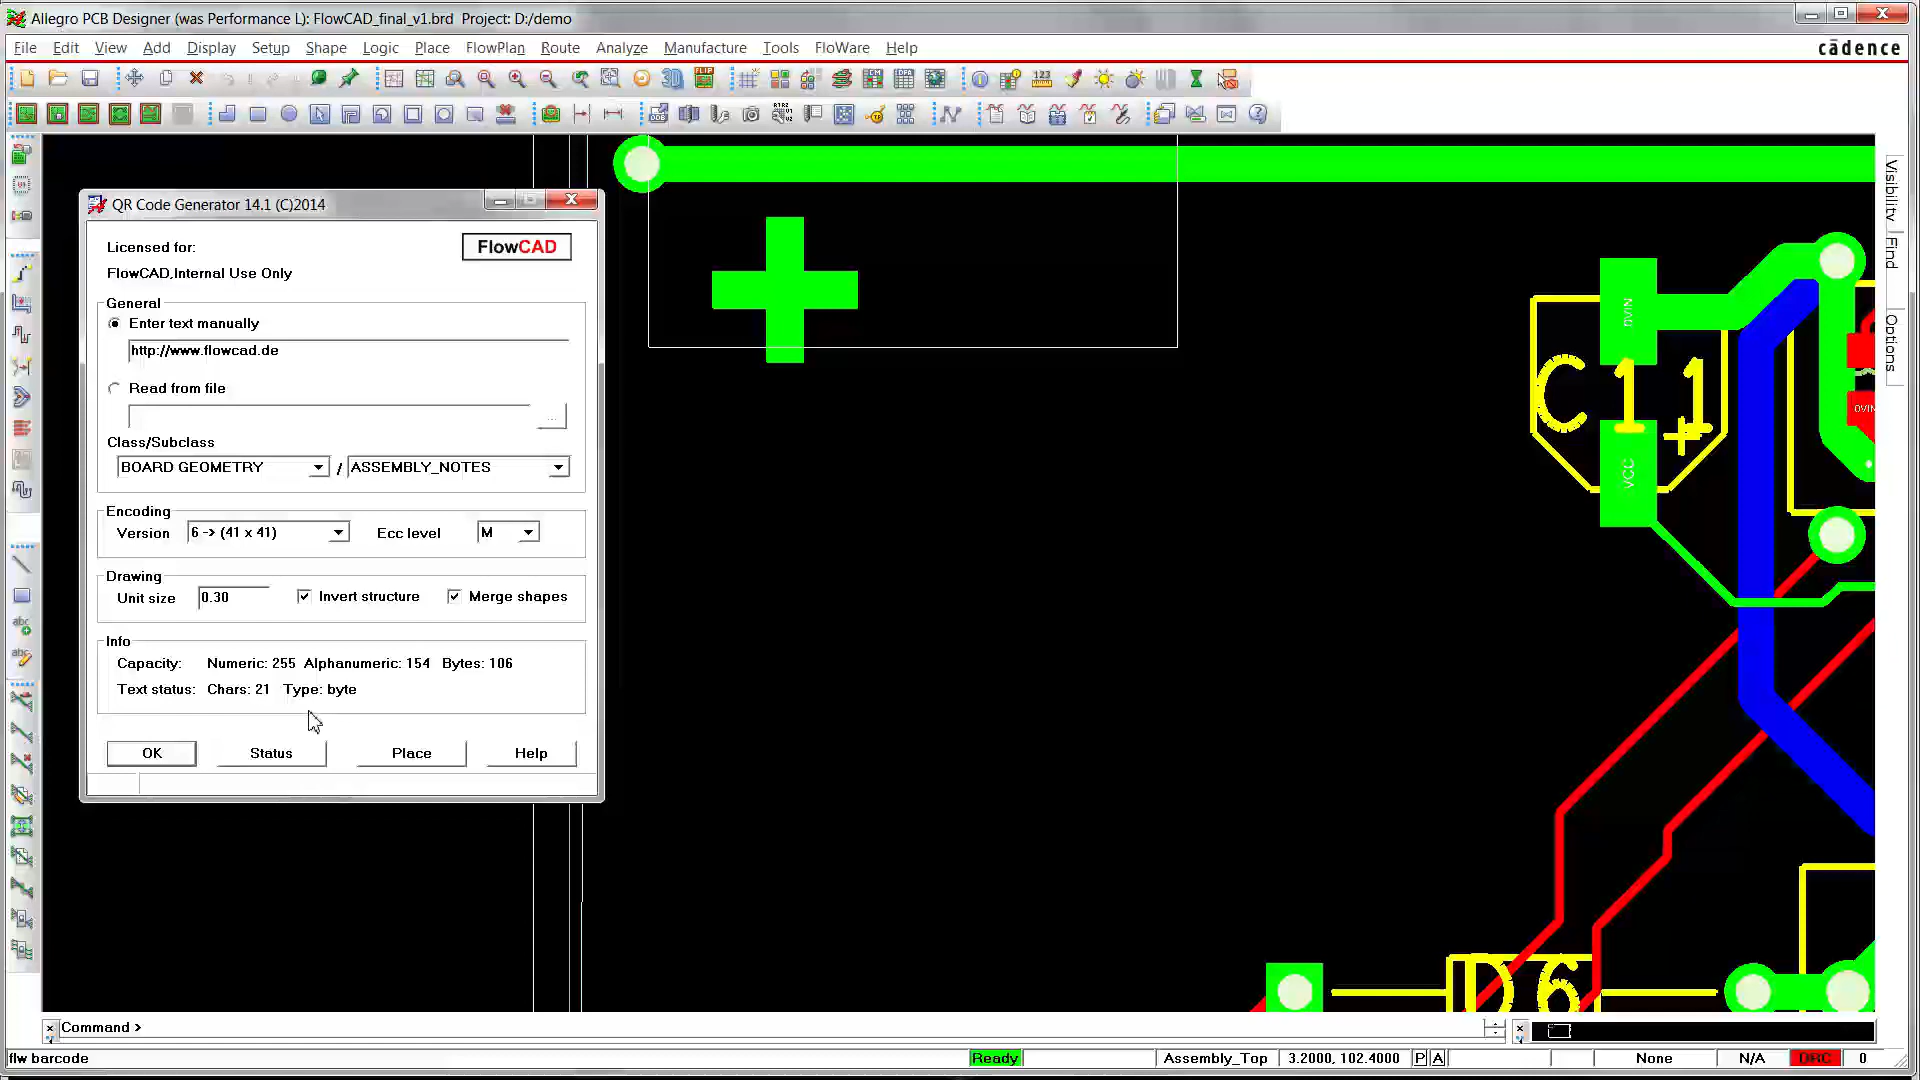 Allegro PCB Designer (was Performance L): FlowCAD_final_v1.brd  Project: D:/demo
File Edit View Add Display Setup Shape Logic Place FlowPlan Route Analyze Manufacture Tools FloWare Help
cādence
QR Code Generator 14.1 (C)2014
Licensed for:
FlowCAD
FlowCAD,Internal Use Only
General
Enter text manually
http://www.flowcad.de
Read from file
...
Class/Subclass
BOARD GEOMETRY / ASSEMBLY_NOTES
Encoding
Version 6 -> (41 x 41) Ecc level M
Drawing
Unit size 0.30 Invert structure Merge shapes
Info
Capacity: Numeric: 255 Alphanumeric: 154 Bytes: 106
Text status: Chars: 21 Type: byte
OK Status Place Help
0VIN
C11
+
VCC
0VIN
D6
Visibility
Find
Options
Command >
flw barcode
Ready
Assembly_Top
3.2000, 102.4000
P A
None
N/A
DRC
0